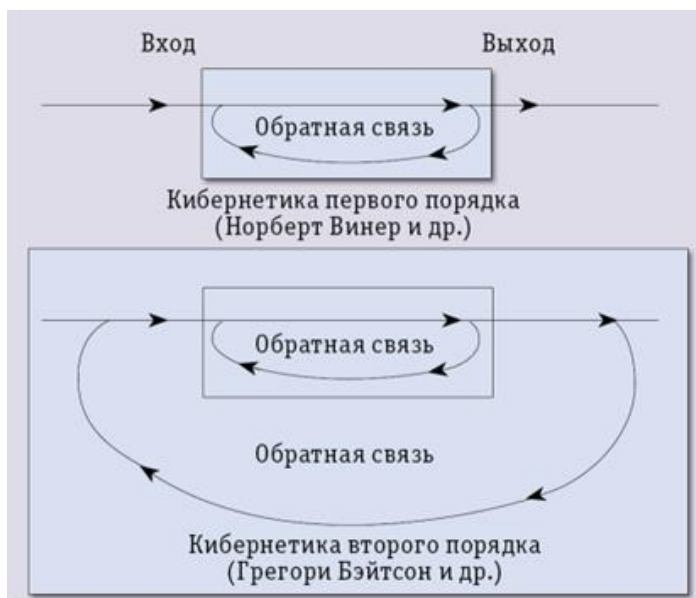 Вход
Выход
Обратная связь
Кибернетика первого порядка
(Норберт Винер и др.)
Обратная связь
Обратная связь
Кибернетика второго порядка
(Грегори Бэйтсон и др.)